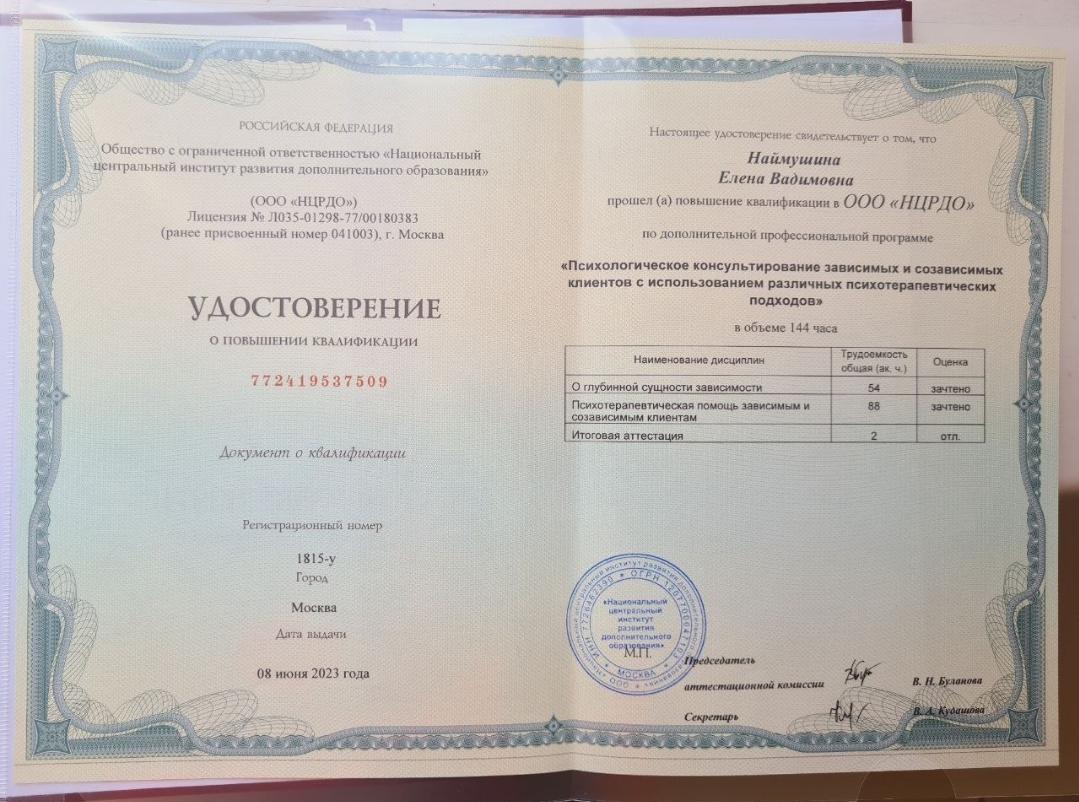 РОССИЙСКАЯ ФЕДЕРАЦИЯ
Общество с ограниченной ответственностью «Национальный
центральный институт развития дополнительного образования»
(ООО «НЦРДО»)
Лицензия № Л035-01298-77/00180383
(ранее присвоенный номер 041003), г. Москва
УДОСТОВЕРЕНИЕ
О ПОВЫШЕНИИ КВАЛИФИКАЦИИ
772419537509
Документ о квалификации
Регистрационный номер
1815-у
Город
Москва
Дата выдачи
08 июня 2023 года
Настоящее удостоверение свидетельствует о том, что
Наймушина
Елена Вадимовна
прошел (а) повышение квалификации в ООО «НЦРДО»
по дополнительной профессиональной программе
«Психологическое консультирование зависимых и созависимых
клиентов с использованием различных психотерапевтических
подходов»
в объеме 144 часа
Наименование дисциплин Трудоемкость общая (ак. ч.) Оценка
О глубинной сущности зависимости 54 зачтено
Психотерапевтическая помощь зависимым и
созависимым клиентам 88 зачтено
Итоговая аттестация 2 отл.
«Национальный
центральный
институт
развития
дополнительного
образования»
МОСКВА
М.П.
Председатель
аттестационной комиссии В. Н. Буланова
Секретарь В. А. Кудашова